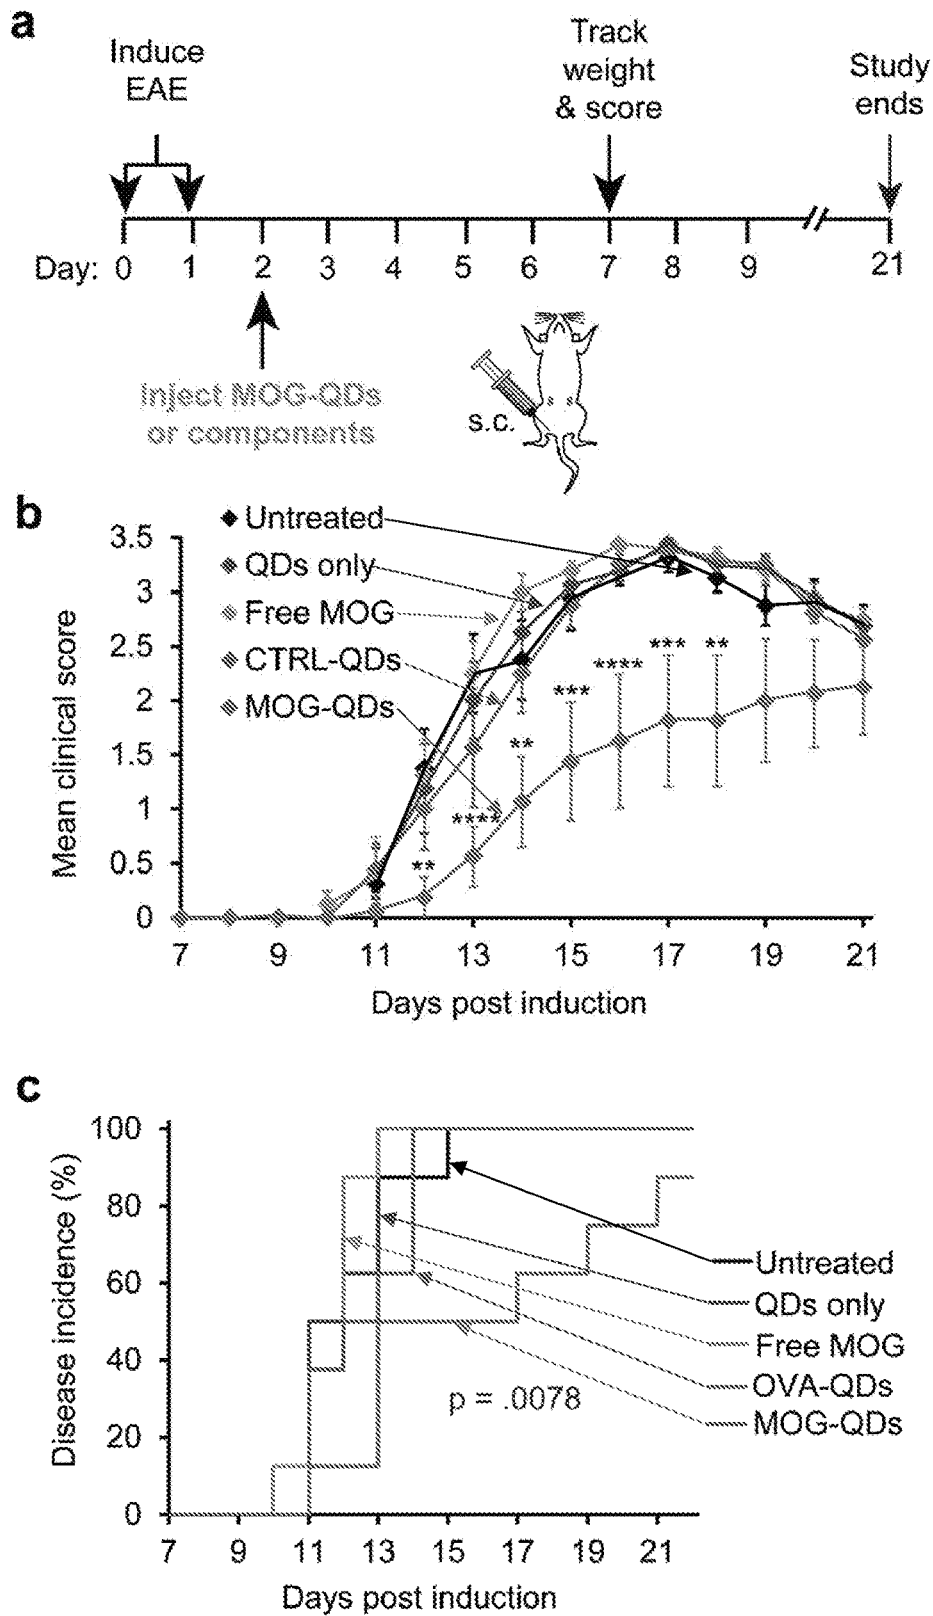 a
Induce
EAE
Track
weight
& score
Study
ends
Day: 0 1 2 3 4 5 6 7 8 9 21
Inject MOG-QDs
or components
s.c.
b
Untreated
QDs only
Free MOG
CTRL-QDs
MOG-QDs
Mean clinical score
3.5
3
2.5
2
1.5
1
0.5
0
** **** ** *** **** *** **
7 9 11 13 15 17 19 21
Days post induction
c
Disease incidence (%)
100
80
60
40
20
0
Untreated
QDs only
Free MOG
OVA-QDs
MOG-QDs
p = .0078
7 9 11 13 15 17 19 21
Days post induction